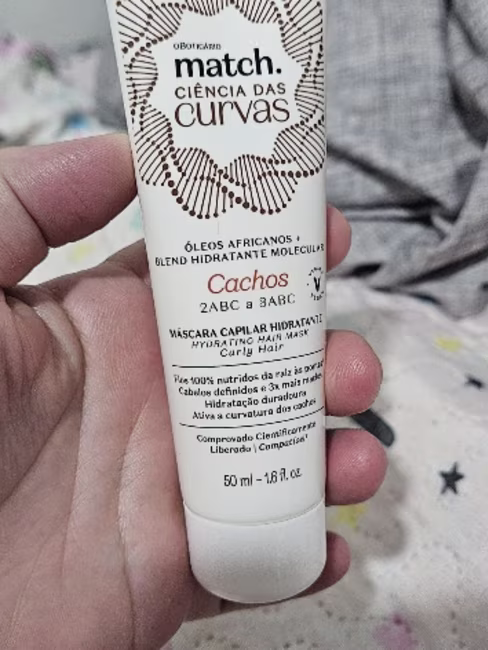 oBoticário
match.
CIÊNCIA DAS
curvas
ÓLEOS AFRICANOS +
BLEND HIDRATANTE MOLECULAR
Cachos
2ABC a 3ABC
MÁSCARA CAPILAR HIDRATANTE
HYDRATING HAIR MASK
Curly Hair
Fios 100% nutridos da raiz às pontas
Cabelos definidos e 3x mais
Hidratação duradoura
Ativa a curvatura dos cachos
Comprovado Cientificamente
Liberado | Compatível
50 ml - 1.6 fl. oz.